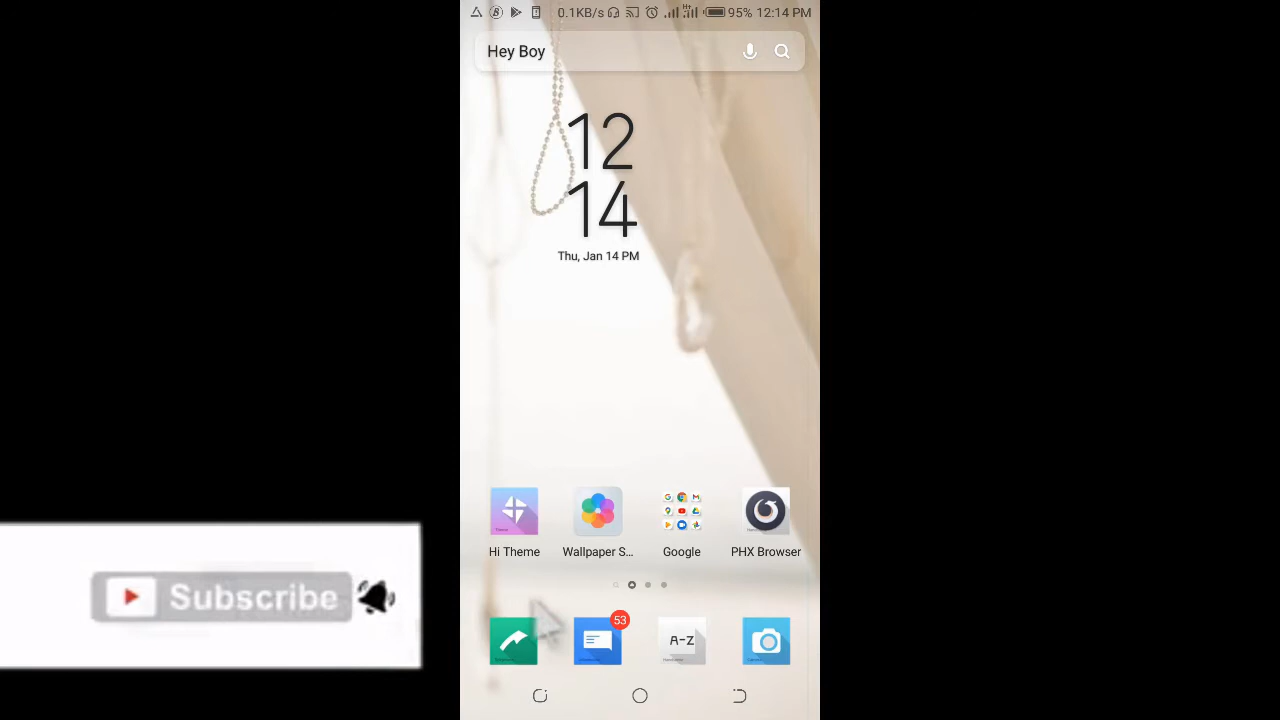 0.1KB/s H+ 95% 12:14 PM
Hey Boy
12
14
Thu, Jan 14 PM
Hi Theme
Wallpaper S...
Google
PHX Browser
53
A-Z
Subscribe